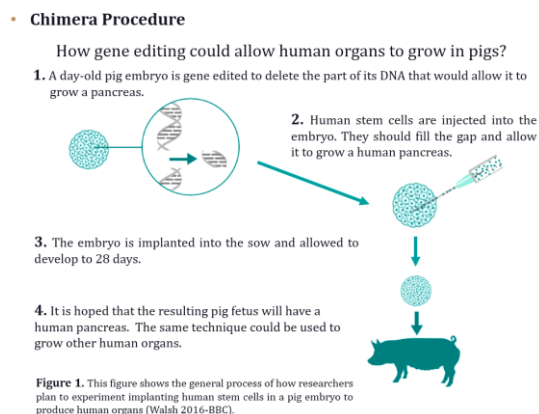 • Chimera Procedure
How gene editing could allow human organs to grow in pigs?
1. A day-old pig embryo is gene edited to delete the part of its DNA that would allow it to
grow a pancreas.
2. Human stem cells are injected into the
embryo. They should fill the gap and allow
it to grow a human pancreas.
3. The embryo is implanted into the sow and allowed to
develop to 28 days.
4. It is hoped that the resulting pig fetus will have a
human pancreas. The same technique could be used to
grow other human organs.
Figure 1. This figure shows the general process of how researchers
plan to experiment implanting human stem cells in a pig embryo to
produce human organs (Walsh 2016-BBC).